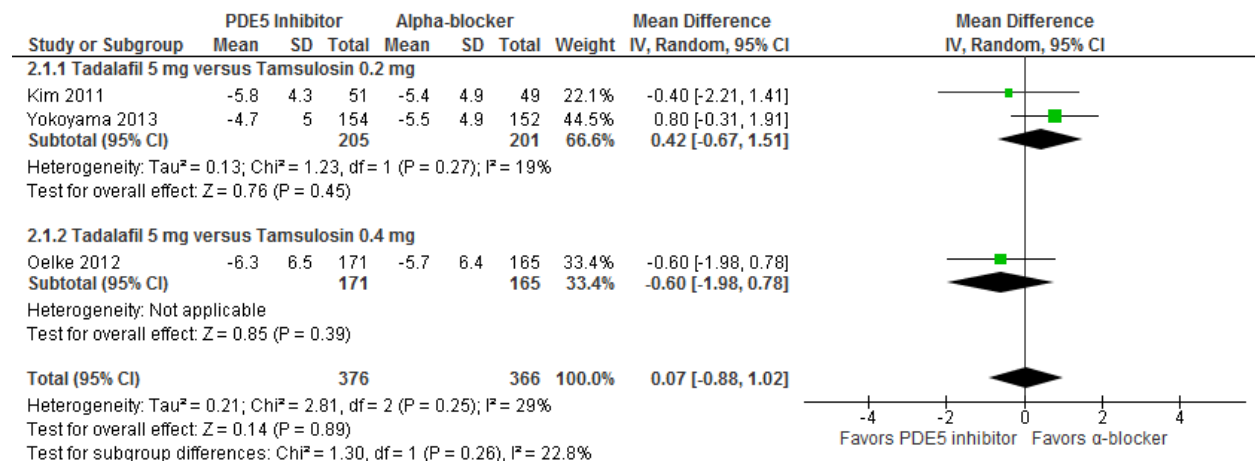 PDE5 Inhibitor Alpha-blocker Mean Difference Mean Difference
Study or Subgroup Mean SD Total Mean SD Total Weight IV, Random, 95% CI IV, Random, 95% CI
2.1.1 Tadalafil 5 mg versus Tamsulosin 0.2 mg
Kim 2011 -5.8 4.3 51 -5.4 4.9 49 22.1% -0.40 [-2.21, 1.41]
Yokoyama 2013 -4.7 5 154 -5.5 4.9 152 44.5% 0.80 [-0.31, 1.91]
Subtotal (95% CI) 205 201 66.6% 0.42 [-0.67, 1.51]
Heterogeneity: Tau² = 0.13; Chi² = 1.23, df = 1 (P = 0.27); I² = 19%
Test for overall effect: Z = 0.76 (P = 0.45)
2.1.2 Tadalafil 5 mg versus Tamsulosin 0.4 mg
Oelke 2012 -6.3 6.5 171 -5.7 6.4 165 33.4% -0.60 [-1.98, 0.78]
Subtotal (95% CI) 171 165 33.4% -0.60 [-1.98, 0.78]
Heterogeneity: Not applicable
Test for overall effect: Z = 0.85 (P = 0.39)
Total (95% CI) 376 366 100.0% 0.07 [-0.88, 1.02]
Heterogeneity: Tau² = 0.21; Chi² = 2.81, df = 2 (P = 0.25); I² = 29%
Test for overall effect: Z = 0.14 (P = 0.89)
Test for subgroup differences: Chi² = 1.30, df = 1 (P = 0.26), I² = 22.8%
-4 -2 0 2 4
Favors PDE5 inhibitor Favors α-blocker